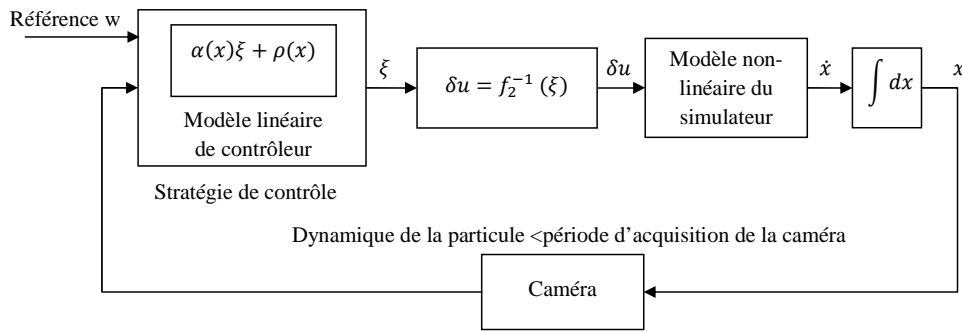 Référence w
α(x)ξ + ρ(x)
Modèle linéaire
de contrôleur
Stratégie de contrôle
ξ
δu = f₂⁻¹ (ξ)
δu
Modèle non-
linéaire du
simulateur
ẋ
∫ dx
x
Dynamique de la particule <période d’acquisition de la caméra
Caméra